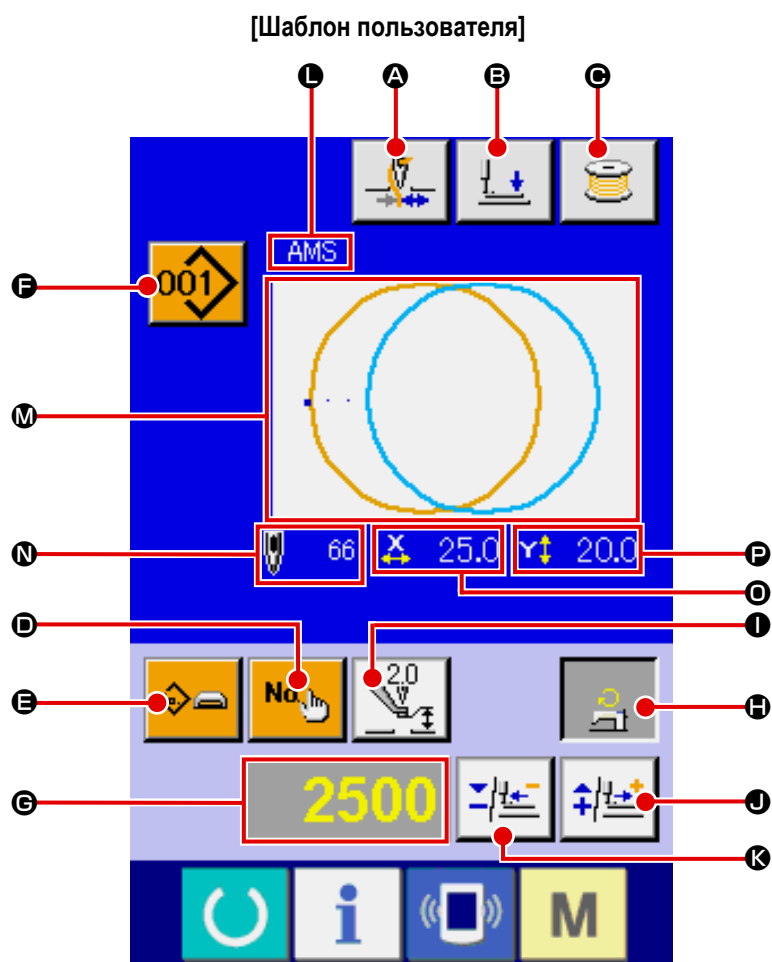 [Шаблон пользователя]
L A B C
AMS
F 001
M
N 66 X 25.0 Y 20.0 P
O
D I
E No. 2.0 H
G 2500 J
K
i M